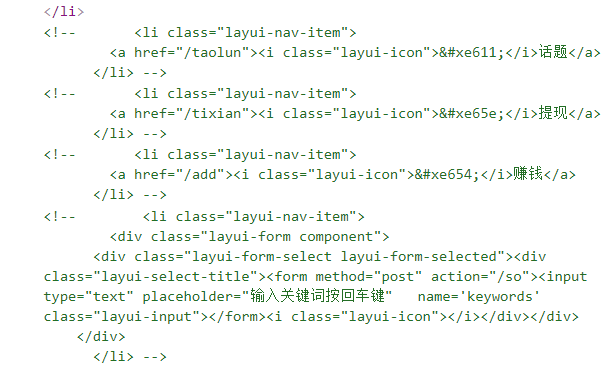 </li>
<!--       <li class="layui-nav-item">
        <a href="/taolun"><i class="layui-icon">&#xe611;</i>话题</a>
      </li> -->
<!--       <li class="layui-nav-item">
        <a href="/tixian"><i class="layui-icon">&#xe65e;</i>提现</a>
      </li> -->
<!--       <li class="layui-nav-item">
        <a href="/add"><i class="layui-icon">&#xe654;</i>赚钱</a>
      </li> -->
<!--        <li class="layui-nav-item">
        <div class="layui-form component">
      <div class="layui-form-select layui-form-selected"><div
class="layui-select-title"><form method="post" action="/so"><input
type="text" placeholder="输入关键词按回车键"   name='keywords'
class="layui-input"></form><i class="layui-icon"></i></div></div>
    </div>
      </li> -->